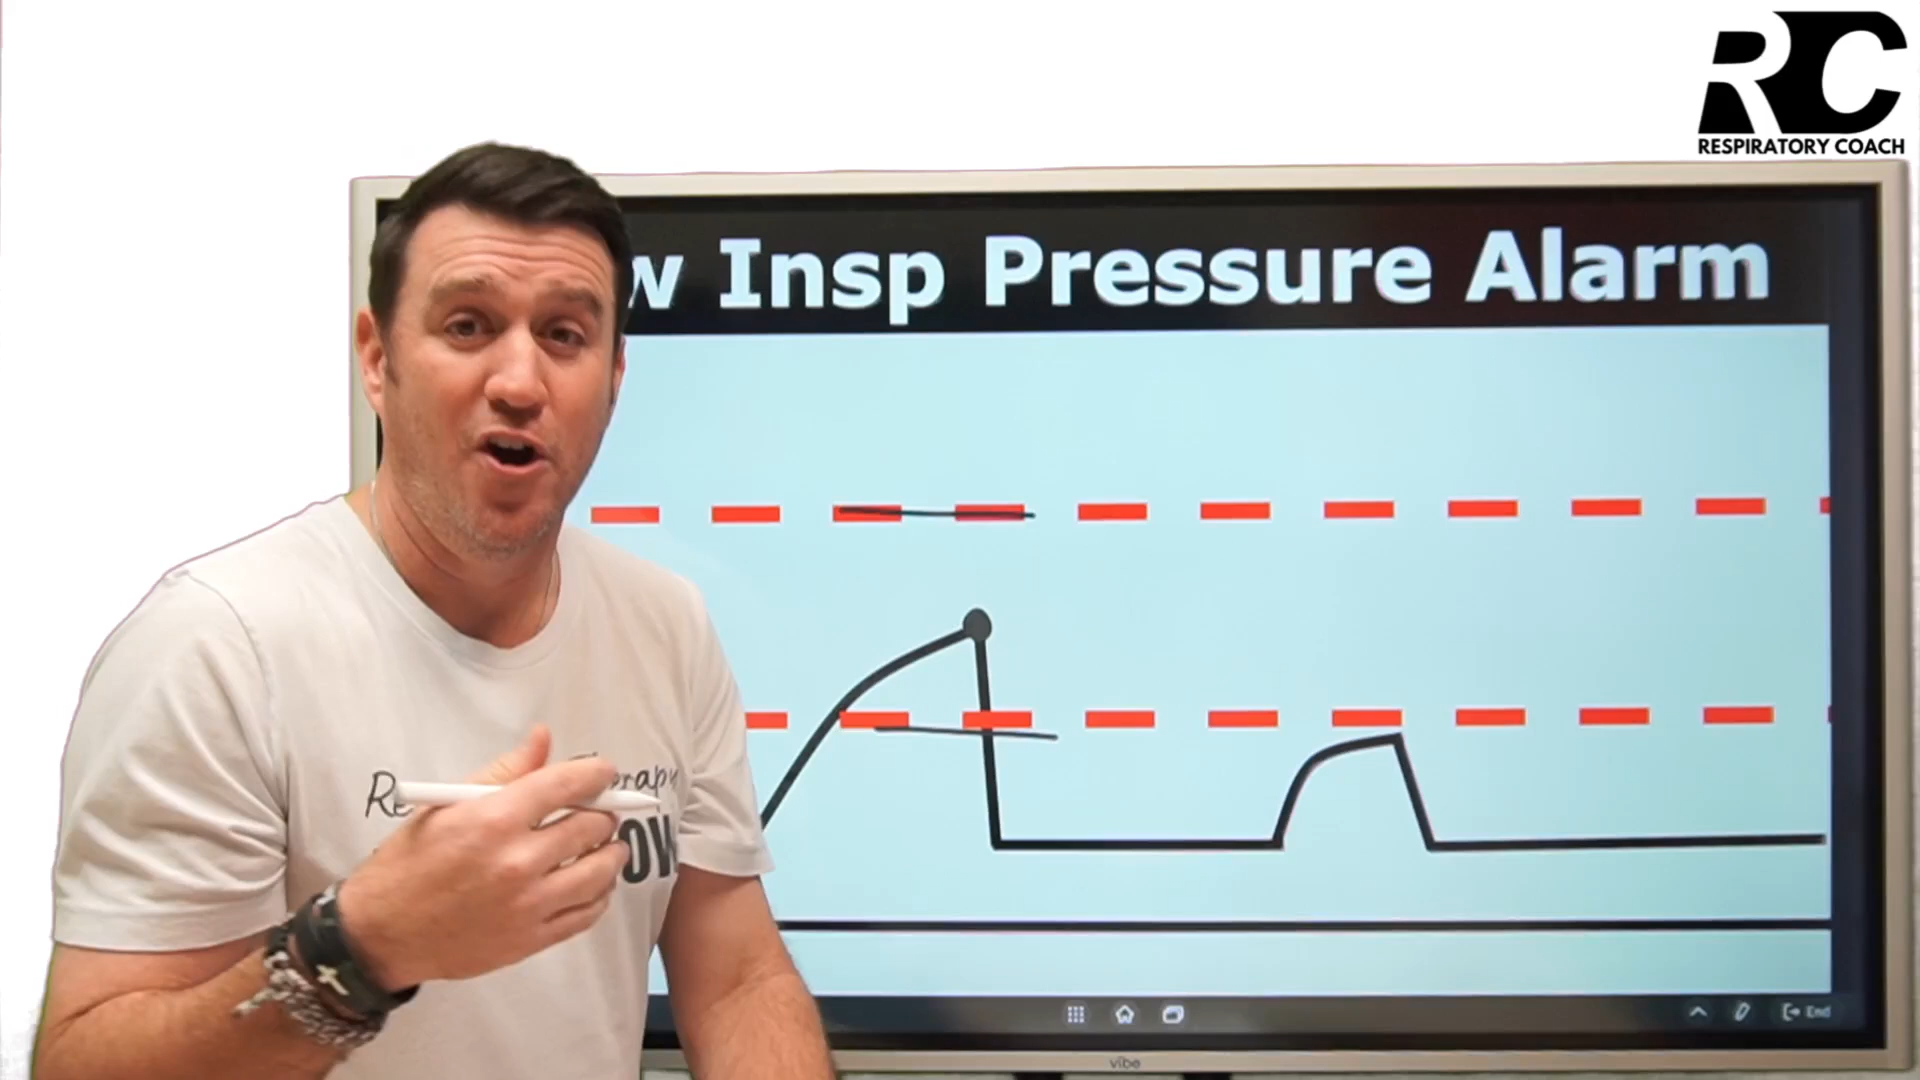 RC
RESPIRATORY COACH
w Insp Pressure Alarm
End
vibe